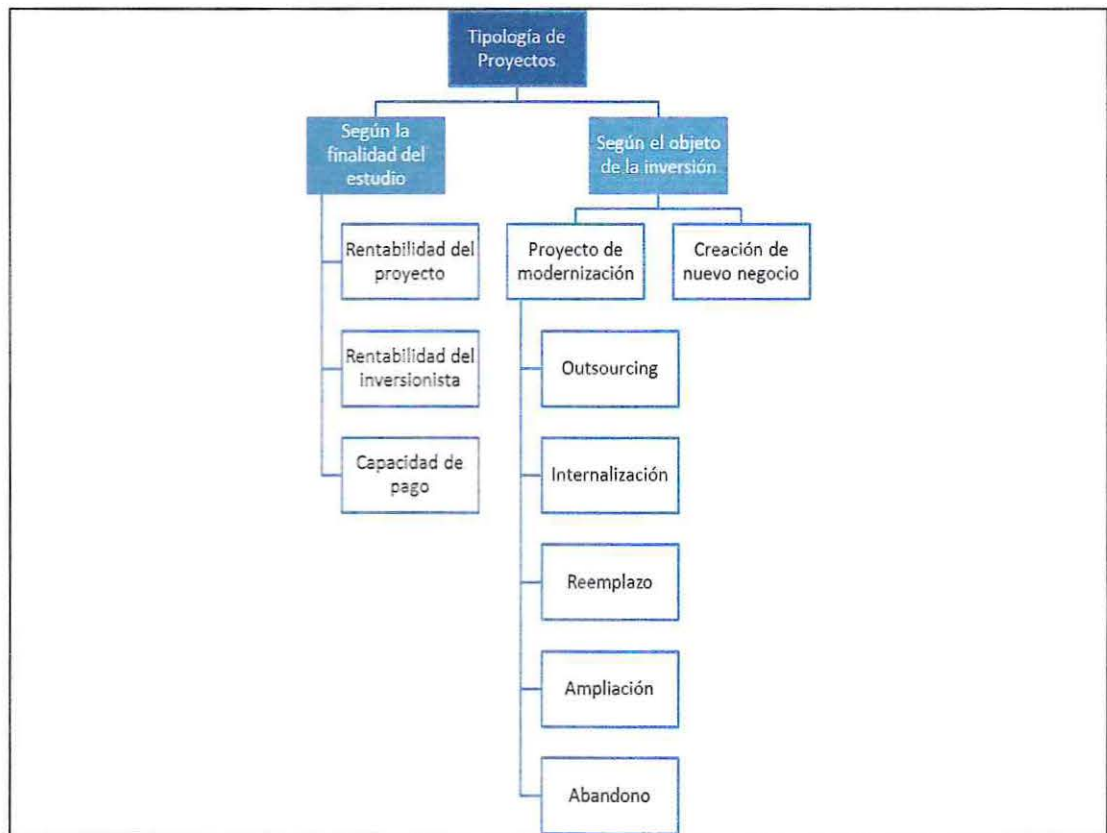 Tipología de
Proyectos
Según la
finalidad del
estudio
Según el objeto
de la inversión
Rentabilidad del
proyecto
Rentabilidad del
inversionista
Capacidad de
pago
Proyecto de
modernización
Creación de
nuevo negocio
Outsourcing
Internalización
Reemplazo
Ampliación
Abandono